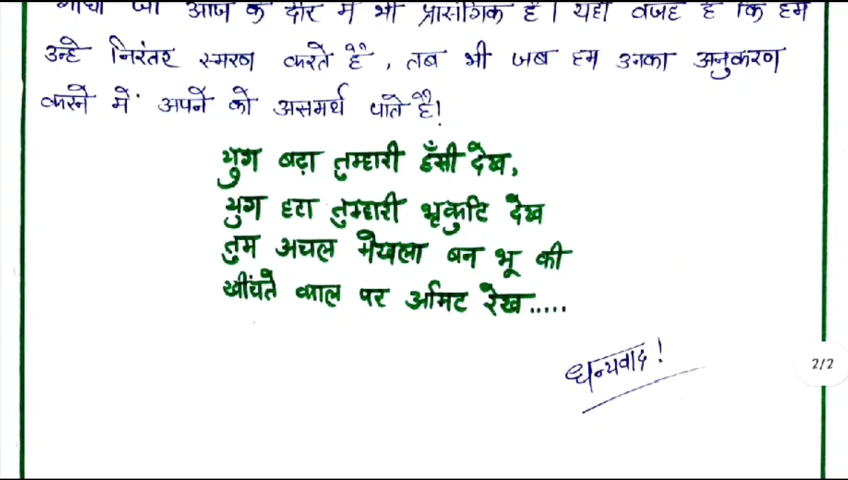 गांधी जी आज के दौर में भी प्रासंगिक है। यही वजह है कि हम
उन्हे निरंतर स्मरण करते हैं, तब भी जब हम उनका अनुकरण
करने में अपने को असमर्थ पाते है!
युग बढ़ा तुम्हारी हँसी देख,
युग हटा तुम्हारी भृकुटि देख
तुम अचल मेखला बन भू की
खींचते काल पर अमिट रेख.....
धन्यवाद!
2/2